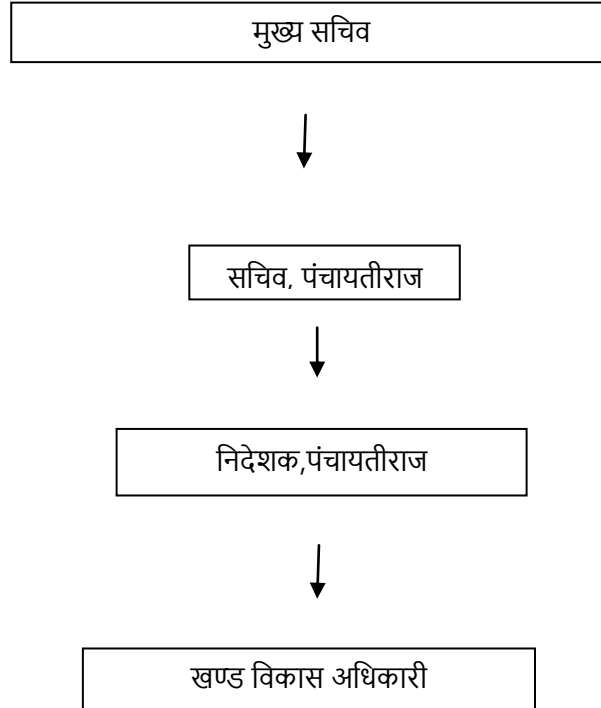 मुख्य सचिव
सचिव, पंचायतीराज
निदेशक,पंचायतीराज
खण्ड विकास अधिकारी